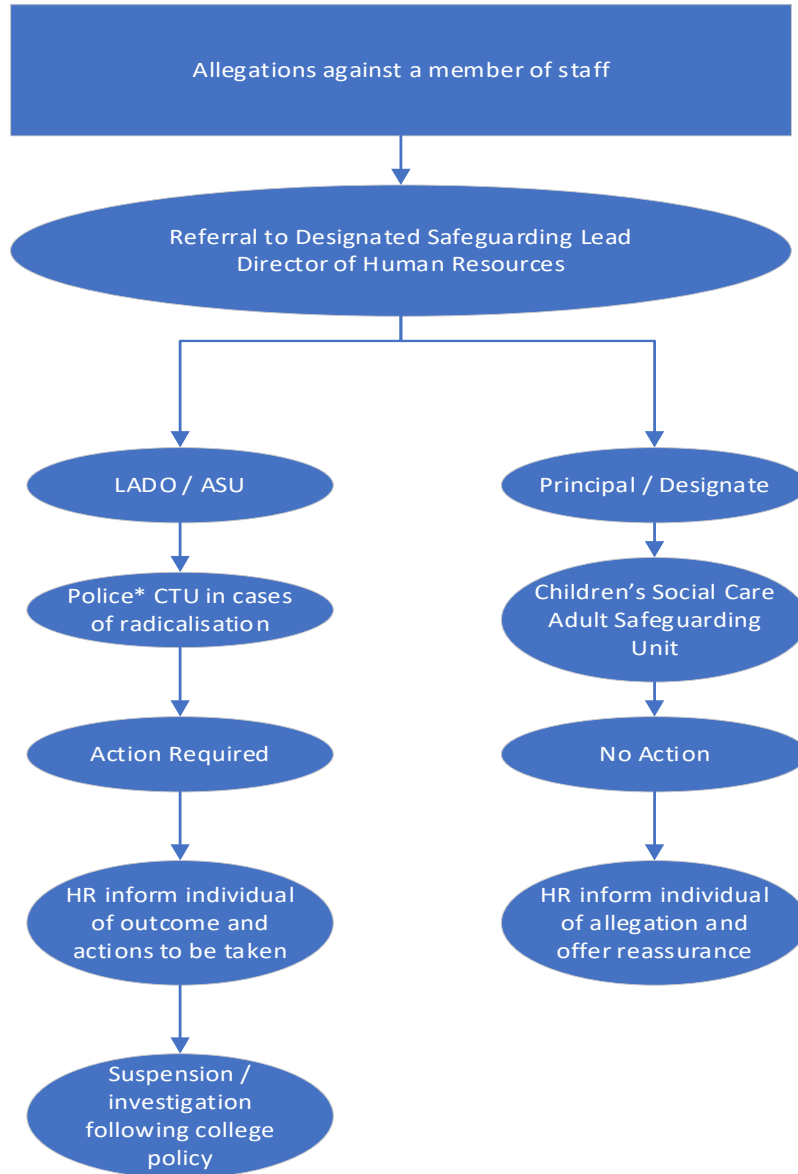 Allegations against a member of staff
Referral to Designated Safeguarding Lead
Director of Human Resources
LADO / ASU
Police* CTU in cases
of radicalisation
Action Required
HR inform individual
of outcome and
actions to be taken
Suspension /
investigation
following college
policy
Principal / Designate
Children’s Social Care
Adult Safeguarding
Unit
No Action
HR inform individual
of allegation and
offer reassurance